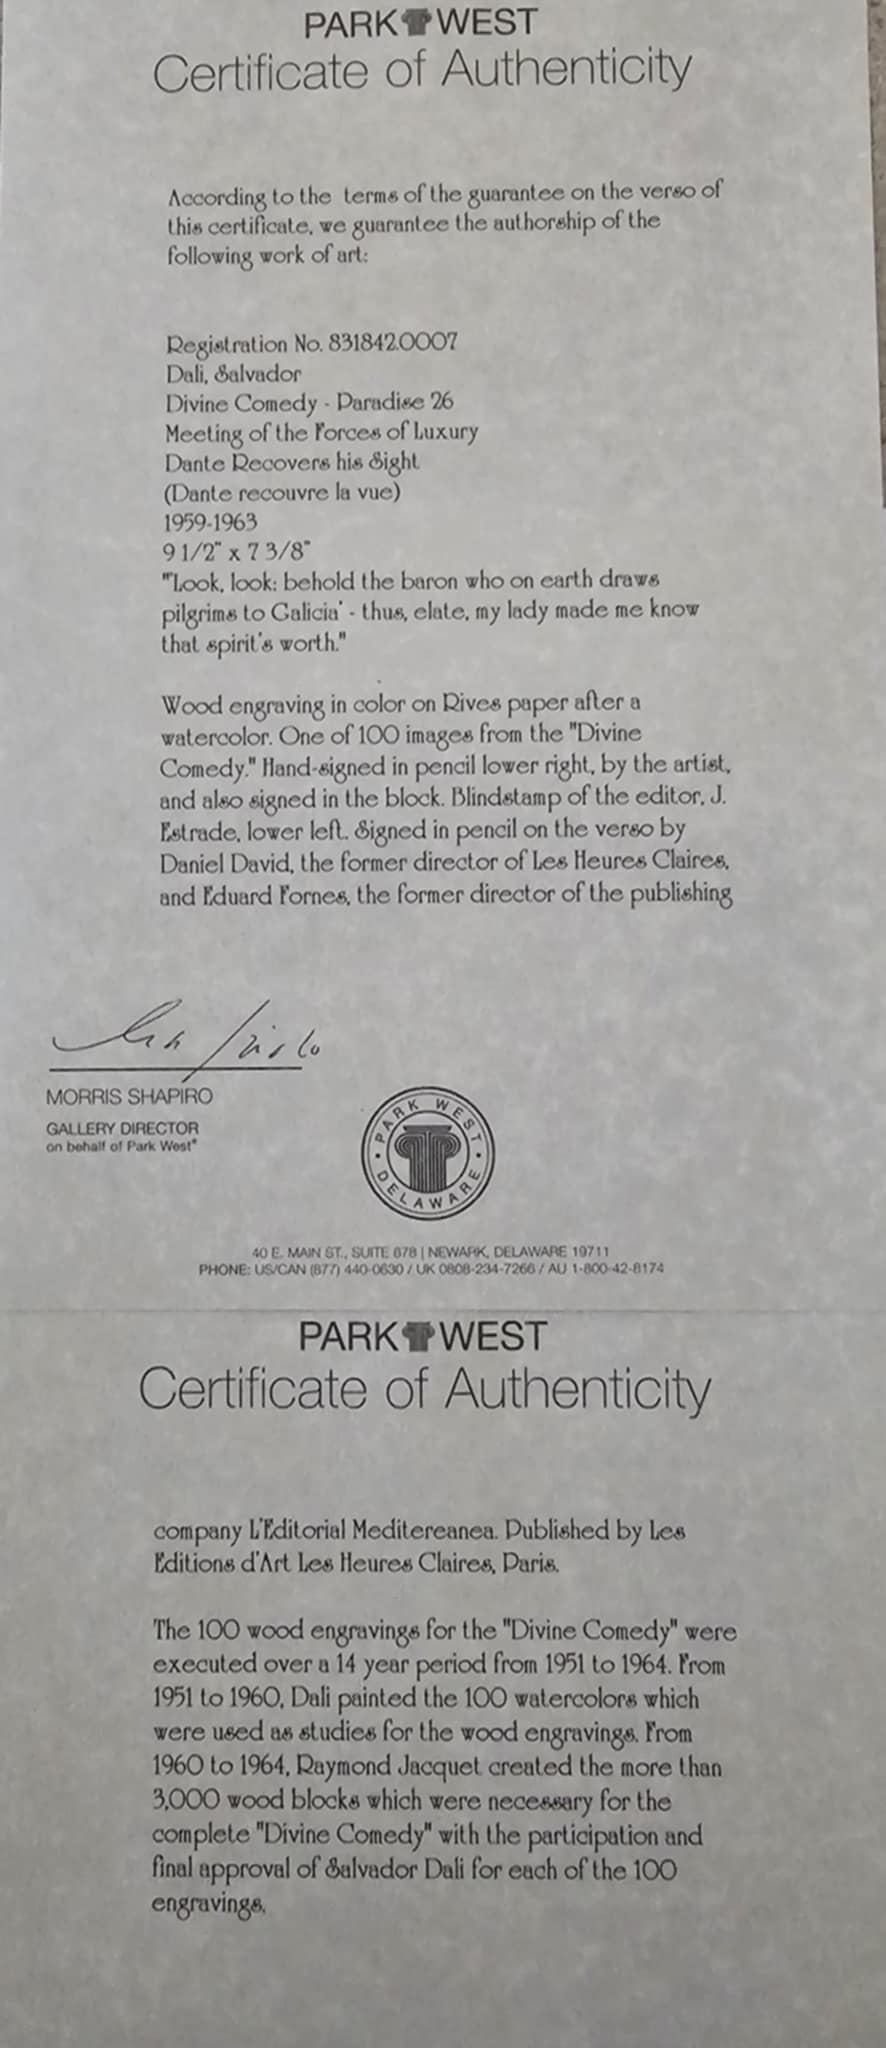 PARK WEST
Certificate of Authenticity
According to the terms of the guarantee on the verso of
this certificate, we guarantee the authorship of the
following work of art:
Registration No. 831842.0007
Dali, Salvador
Divine Comedy - Paradise 26
Meeting of the Forces of Luxury
Dante Recovers his Sight
(Dante recouvre la vue)
1959-1963
9 1/2" x 7 3/8"
"'Look, look: behold the baron who on earth draws
pilgrims to Galicia' - thus, elate, my lady made me know
that spirit's worth."
Wood engraving in color on Rives paper after a
watercolor. One of 100 images from the "Divine
Comedy." Hand-signed in pencil lower right, by the artist,
and also signed in the block. Blindstamp of the editor, J.
Estrade, lower left. Signed in pencil on the verso by
Daniel David, the former director of Les Heures Claires,
and Eduard Fornes, the former director of the publishing
MORRIS SHAPIRO
GALLERY DIRECTOR
on behalf of Park West®
PARK WEST
DELAWARE
40 E. MAIN ST., SUITE 678 | NEWARK, DELAWARE 19711
PHONE: US/CAN (877) 440-0630 / UK 0808-234-7266 / AU 1-800-42-8174
PARK WEST
Certificate of Authenticity
company L'Editorial Mediterreanea. Published by Les
Editions d'Art Les Heures Claires, Paris.
The 100 wood engravings for the "Divine Comedy" were
executed over a 14 year period from 1951 to 1964. From
1951 to 1960, Dali painted the 100 watercolors which
were used as studies for the wood engravings. From
1960 to 1964, Raymond Jacquet created the more than
3,000 wood blocks which were necessary for the
complete "Divine Comedy" with the participation and
final approval of Salvador Dali for each of the 100
engravings.